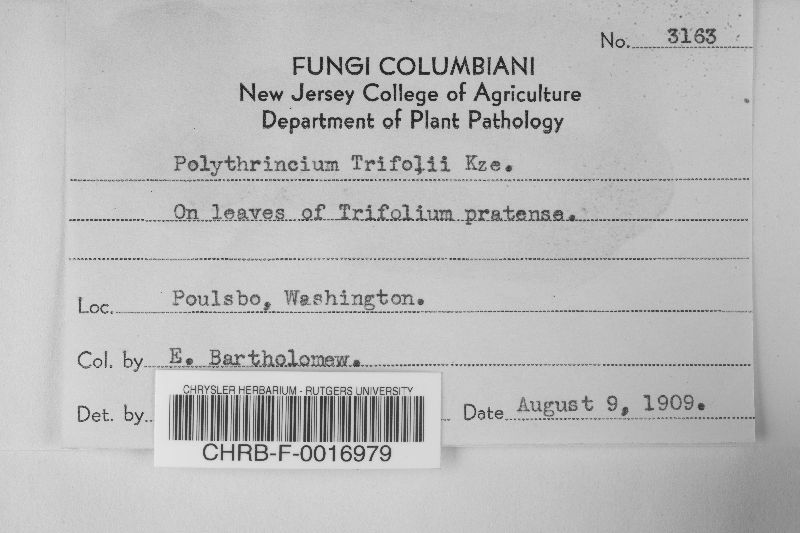 No. 3163
FUNGI COLUMBIANI
New Jersey College of Agriculture
Department of Plant Pathology
Polythrincium Trifolii Kze.
On leaves of Trifolium pratense.
Loc. Poulsbo, Washington.
Col. by E. Bartholomew.
Det. by Date August 9, 1909.
CHRYSLER HERBARIUM - RUTGERS UNIVERSITY
CHRB-F-0016979